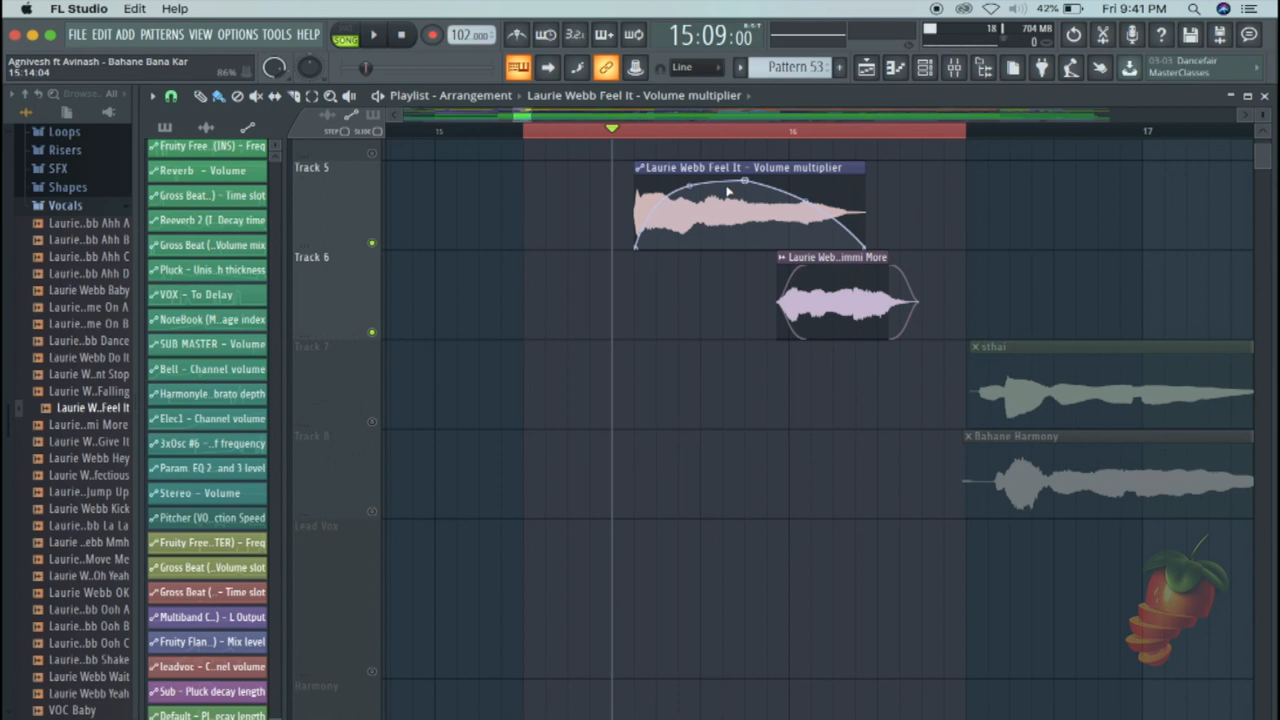 FL Studio Edit Help
42% Fri 9:41 PM
FILE EDIT ADD PATTERNS VIEW OPTIONS TOOLS HELP
SONG
102.000
3.2.1
15:09:00
B:S:T
18
704 MB
0
Agnivesh ft Avinash - Bahane Bana Kar
15:14:04
86%
Line
Pattern 53
03-03 Dancefair
MasterClasses
Browse.. All
Playlist - Arrangement › Laurie Webb Feel It - Volume multiplier ›
STEP SLIDE
15
16
17
Loops
Risers
SFX
Shapes
Vocals
Laurie..bb Ahh A
Laurie..bb Ahh B
Laurie..bb Ahh C
Laurie..bb Ahh D
Laurie Webb Baby
Laurie..me On A
Laurie..me On B
Laurie..bb Dance
Laurie Webb Do It
Laurie W..nt Stop
Laurie W..Falling
Laurie W..Feel It
Laurie..mi More
Laurie W..Give It
Laurie Webb Hey
Laurie W..fectious
Laurie ..Jump Up
Laurie Webb Kick
Laurie..bb La La
Laurie ..ebb Mmh
Laurie..Move Me
Laurie W..Oh Yeah
Laurie Webb OK
Laurie..bb Ooh A
Laurie..bb Ooh B
Laurie..bb Ooh C
Laurie..bb Shake
Laurie Webb Wait
Laurie Webb Yeah
VOC Baby
Fruity Free..(INS) - Freq
Reverb - Volume
Gross Beat..) - Time slot
Reeverb 2 (T..Decay time
Gross Beat (..Volume mix
Pluck - Unis..h thickness
VOX - To Delay
NoteBook (M..age index
SUB MASTER - Volume
Bell - Channel volume
Harmonyle..brato depth
Elec1 - Channel volume
3xOsc #6 -..f frequency
Param. EQ 2..and 3 level
Stereo - Volume
Pitcher (VO..ction Speed
Fruity Free..TER) - Freq
Gross Beat (..Volume slot
Gross Beat (.. - Time slot
Multiband C..) - L Output
Fruity Flan..) - Mix level
leadvoc - C..nel volume
Sub - Pluck decay length
Default - Pl..ecay length
Track 5
Laurie Webb Feel It - Volume multiplier
Track 6
Laurie Web..immi More
Track 7
sthai
Track 8
Bahane Harmony
Lead Vox
Harmony